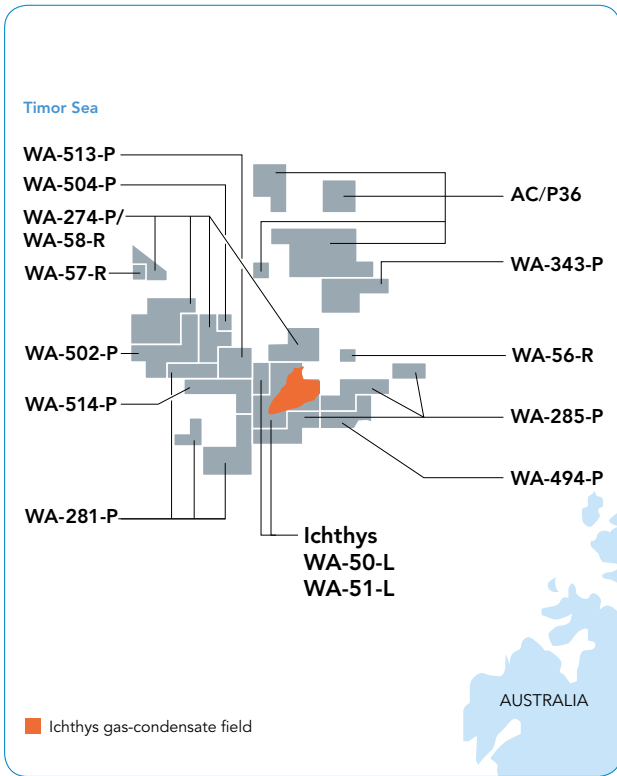 Timor Sea
WA-513-P
WA-504-P
WA-274-P/
WA-58-R
WA-57-R
WA-502-P
WA-514-P
WA-281-P
AC/P36
WA-343-P
WA-56-R
WA-285-P
WA-494-P
Ichthys
WA-50-L
WA-51-L
AUSTRALIA
Ichthys gas-condensate field